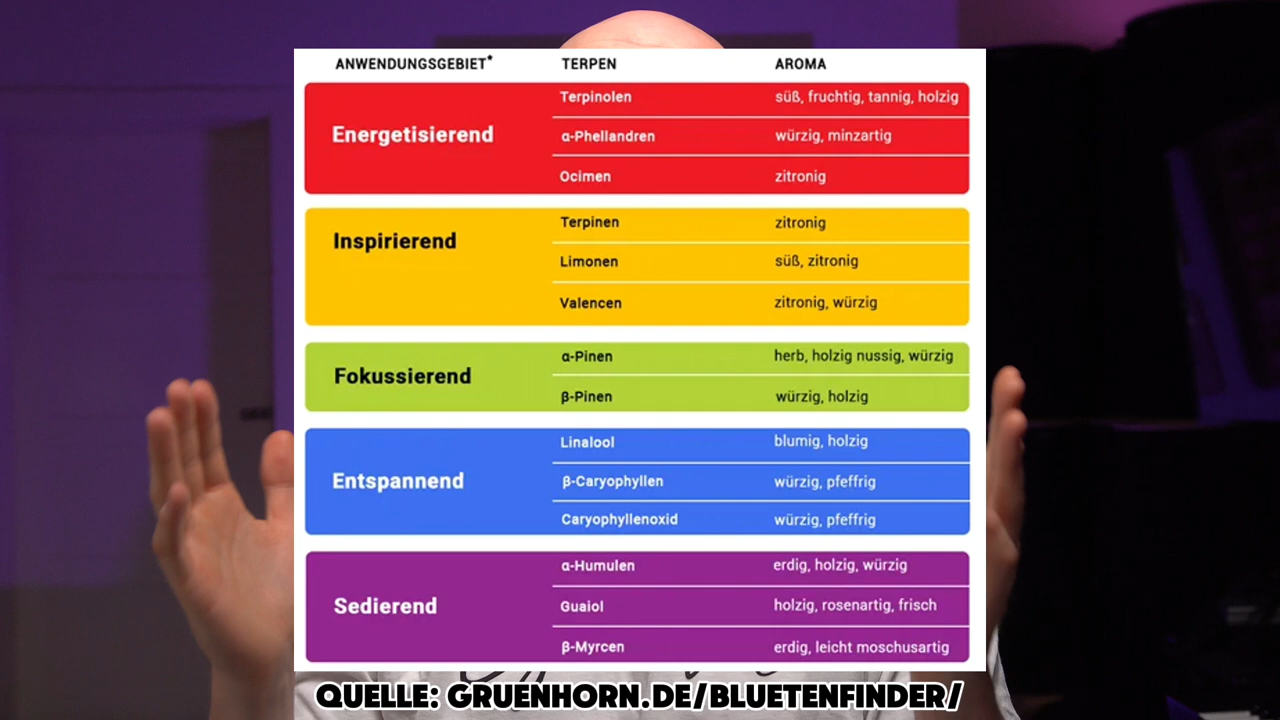 ANWENDUNGSGEBIET* TERPEN AROMA
Energetisierend
Terpinolen süß, fruchtig, tannig, holzig
α-Phellandren würzig, minzartig
Ocimen zitronig
Inspirierend
Terpinen zitronig
Limonen süß, zitronig
Valencen zitronig, würzig
Fokussierend
α-Pinen herb, holzig nussig, würzig
β-Pinen würzig, holzig
Entspannend
Linalool blumig, holzig
β-Caryophyllen würzig, pfeffrig
Caryophyllenoxid würzig, pfeffrig
Sedierend
α-Humulen erdig, holzig, würzig
Guaiol holzig, rosenartig, frisch
β-Myrcen erdig, leicht moschusartig
QUELLE: GRUENHORN.DE/BLUETENFINDER/